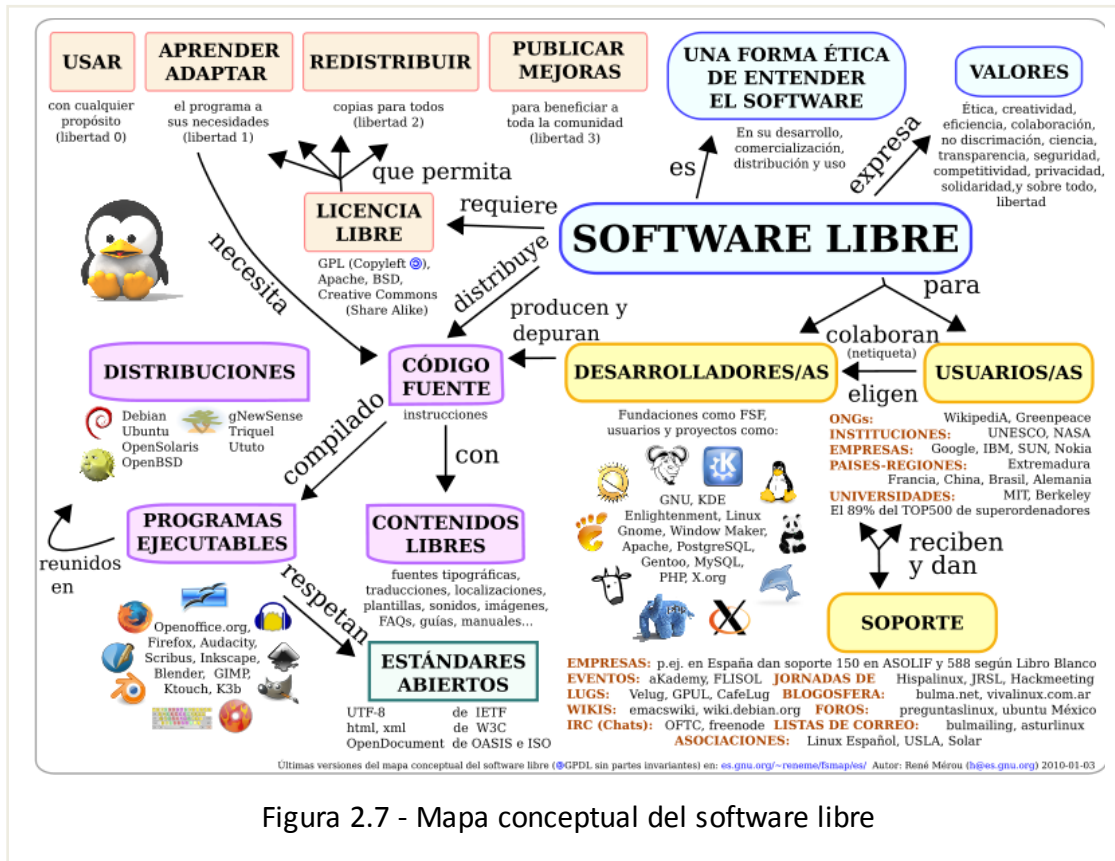 USAR
con cualquier
propósito
(libertad 0)
APRENDER
ADAPTAR
el programa a
sus necesidades
(libertad 1)
REDISTRIBUIR
copias para todos
(libertad 2)
PUBLICAR
MEJORAS
para beneficiar a
toda la comunidad
(libertad 3)
UNA FORMA ÉTICA
DE ENTENDER
EL SOFTWARE
En su desarrollo,
comercialización,
distribución y uso
VALORES
Ética, creatividad,
eficiencia, colaboración,
no discrimación, ciencia,
transparencia, seguridad,
competitividad, privacidad,
solidaridad,y sobre todo,
libertad
es
expresa
que permita
LICENCIA
LIBRE
GPL (Copyleft),
Apache, BSD,
Creative Commons
(Share Alike)
requiere
SOFTWARE LIBRE
necesita
distribuye
para
producen y
depuran
colaboran
(netiqueta)
eligen
DISTRIBUCIONES
Debian
Ubuntu
OpenSolaris
OpenBSD
gNewSense
Triquel
Ututo
CÓDIGO
FUENTE
instrucciones
DESARROLLADORES/AS
Fundaciones como FSF,
usuarios y proyectos como:
GNU, KDE
Enlightenment, Linux
Gnome, Window Maker,
Apache, PostgreSQL,
Gentoo, MySQL,
PHP, X.org
USUARIOS/AS
ONGs: WikipediA, Greenpeace
INSTITUCIONES: UNESCO, NASA
EMPRESAS: Google, IBM, SUN, Nokia
PAISES-REGIONES: Extremadura
Francia, China, Brasil, Alemania
UNIVERSIDADES: MIT, Berkeley
El 89% del TOP500 de superordenadores
compilado
con
reunidos
en
PROGRAMAS
EJECUTABLES
Openoffice.org,
Firefox, Audacity,
Scribus, Inkscape,
Blender, GIMP,
Ktouch, K3b
respetan
CONTENIDOS
LIBRES
fuentes tipográficas,
traducciones, localizaciones,
plantillas, sonidos, imágenes,
FAQs, guías, manuales...
ESTÁNDARES
ABIERTOS
UTF-8 de IETF
html, xml de W3C
OpenDocument de OASIS e ISO
reciben
y dan
SOPORTE
EMPRESAS: p.ej. en España dan soporte 150 en ASOLIF y 588 según Libro Blanco
EVENTOS: aKademy, FLISOL JORNADAS DE Hispalinux, JRSL, Hackmeeting
LUGS: Velug, GPUL, CafeLug BLOGOSFERA: bulma.net, vivalinux.com.ar
WIKIS: emacswiki, wiki.debian.org FOROS: preguntaslinux, ubuntu México
IRC (Chats): OFTC, freenode LISTAS DE CORREO: bulmailing, asturlinux
ASOCIACIONES: Linux Español, USLA, Solar
Últimas versiones del mapa conceptual del software libre (GPDL sin partes invariantes) en: es.gnu.org/~reneme/fsmap/es/ Autor: René Mérou (h@es.gnu.org) 2010-01-03
Figura 2.7 - Mapa conceptual del software libre